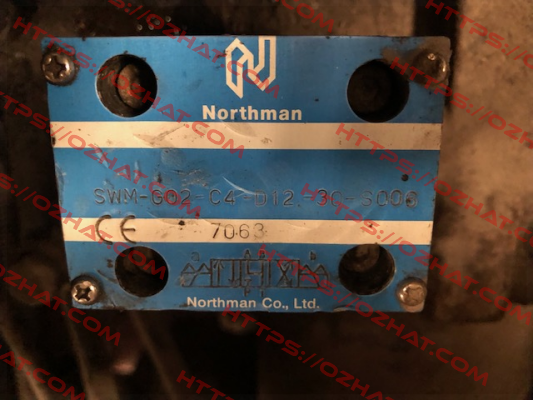 Northman
SWM-G02-C4-D12-30-S006
CE
7063
Northman Co., Ltd.
HTTPS://OZHAT.COM